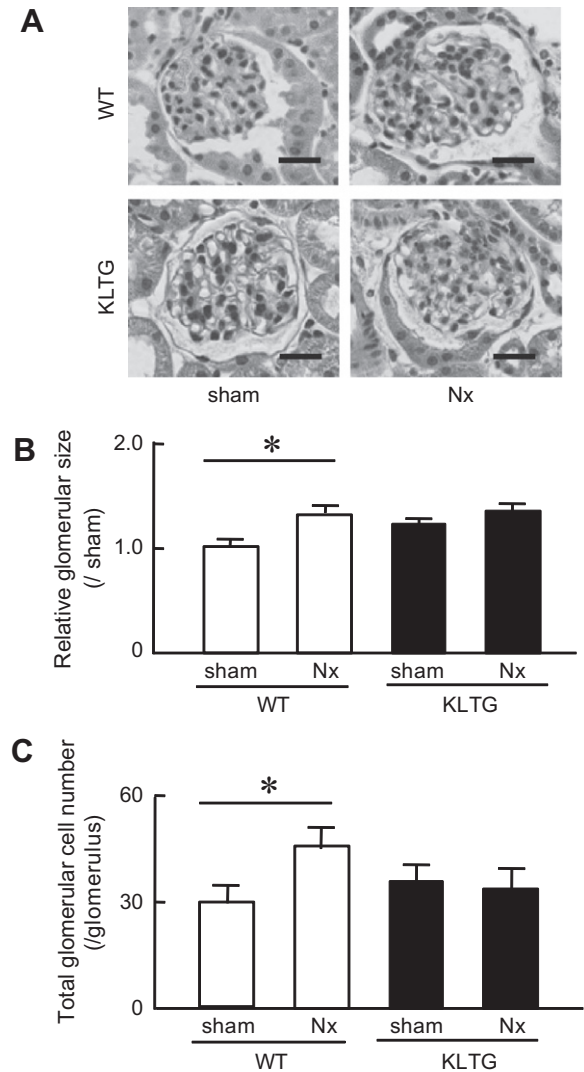 A
WT
KLTG
sham
Nx
B
Relative glomerular size
(/ sham)
2.0
1.0
0
*
sham
Nx
sham
Nx
WT
KLTG
C
Total glomerular cell number
(/glomerulus)
60
30
0
*
sham
Nx
sham
Nx
WT
KLTG